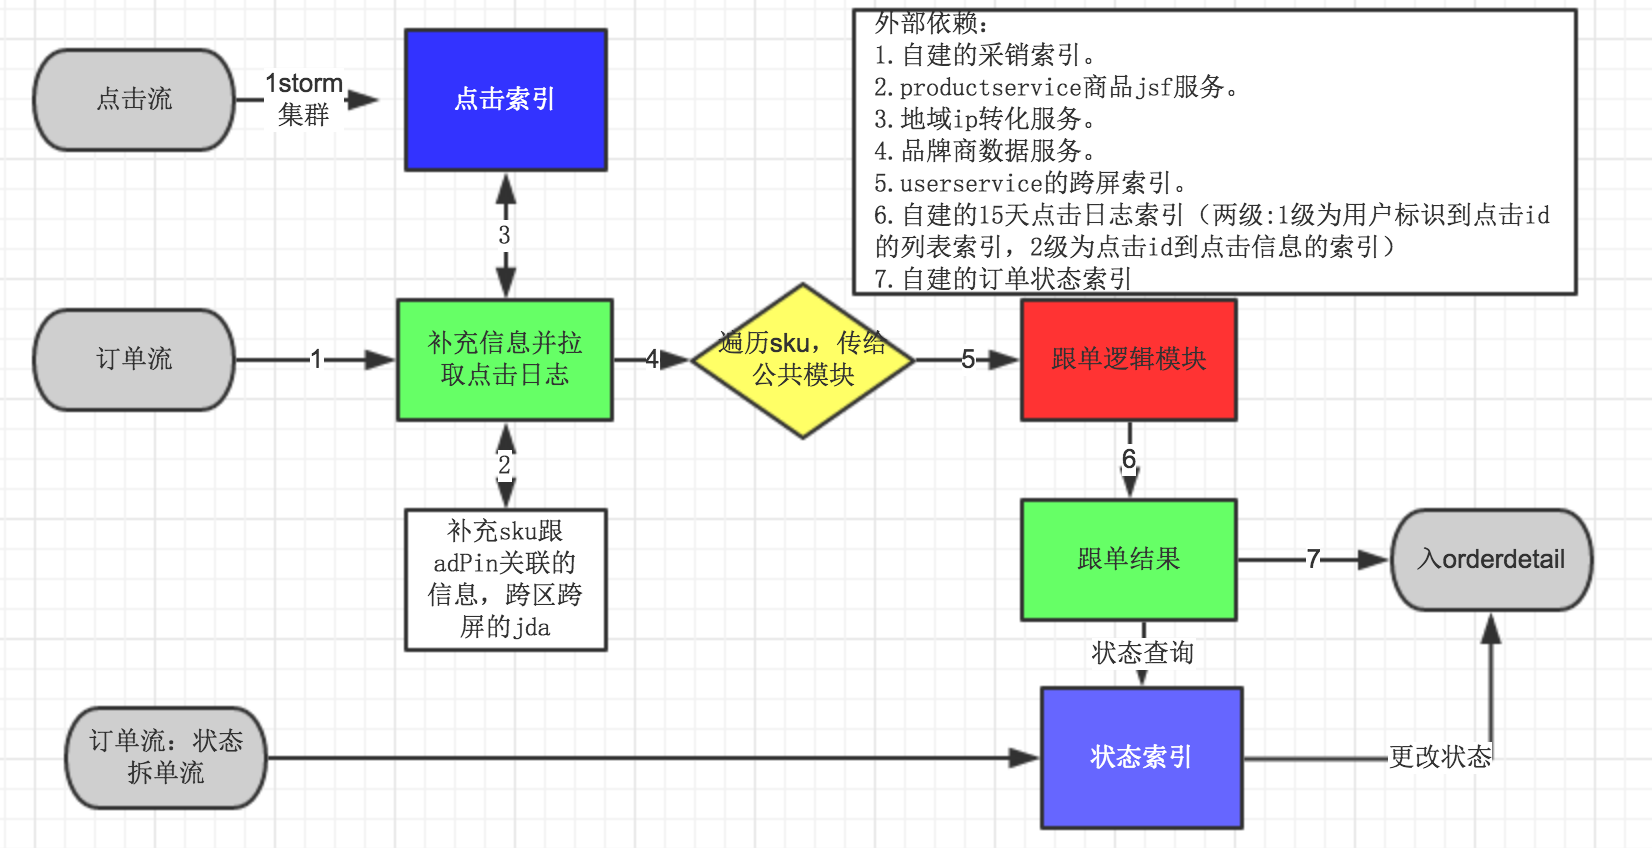 外部依赖：
1.自建的采销索引。
2.productservice商品jsf服务。
3.地域ip转化服务。
4.品牌商数据服务。
5.userservice的跨屏索引。
6.自建的15天点击日志索引（两级:1级为用户标识到点击id
的列表索引，2级为点击id到点击信息的索引）
7.自建的订单状态索引
点击流
1storm
集群
点击索引
3
订单流
1
补充信息并拉
取点击日志
4
遍历sku，传给
公共模块
5
跟单逻辑模块
2
6
补充sku跟
adPin关联的
信息，跨区跨
屏的jda
跟单结果
7
入orderdetail
状态查询
订单流：状态
拆单流
状态索引
更改状态